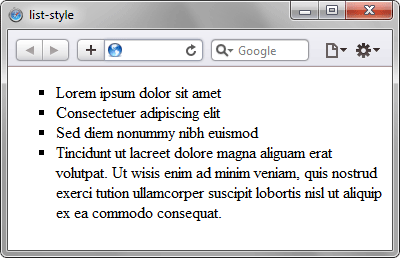 list-style
Google
Lorem ipsum dolor sit amet
Consectetuer adipiscing elit
Sed diem nonummy nibh euismod
Tincidunt ut lacreet dolore magna aliguam erat
volutpat. Ut wisis enim ad minim veniam, quis nostrud
exerci tution ullamcorper suscipit lobortis nisl ut aliquip
ex ea commodo consequat.